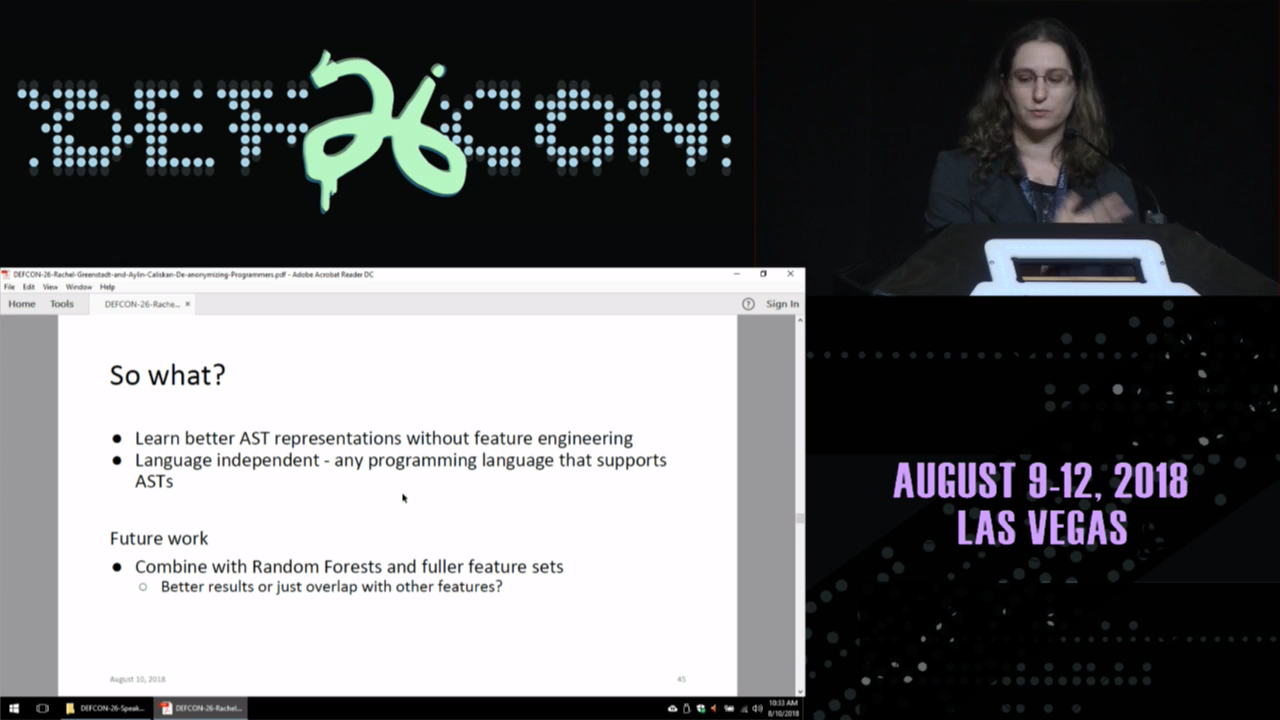 DEF 26 CON
DEFCON-26-Rachel-Greenstadt-and-Aylin-Caliskan-De-anonymizing-Programmers.pdf - Adobe Acrobat Reader DC
File Edit View Window Help
Home Tools DEFCON-26-Rache... × ? Sign In
So what?
● Learn better AST representations without feature engineering
● Language independent - any programming language that supports
ASTs
Future work
● Combine with Random Forests and fuller feature sets
○ Better results or just overlap with other features?
August 10, 2018 45
DEFCON-26-Speak... DEFCON-26-Rachel... 10:33 AM
8/10/2018
AUGUST 9-12, 2018
LAS VEGAS